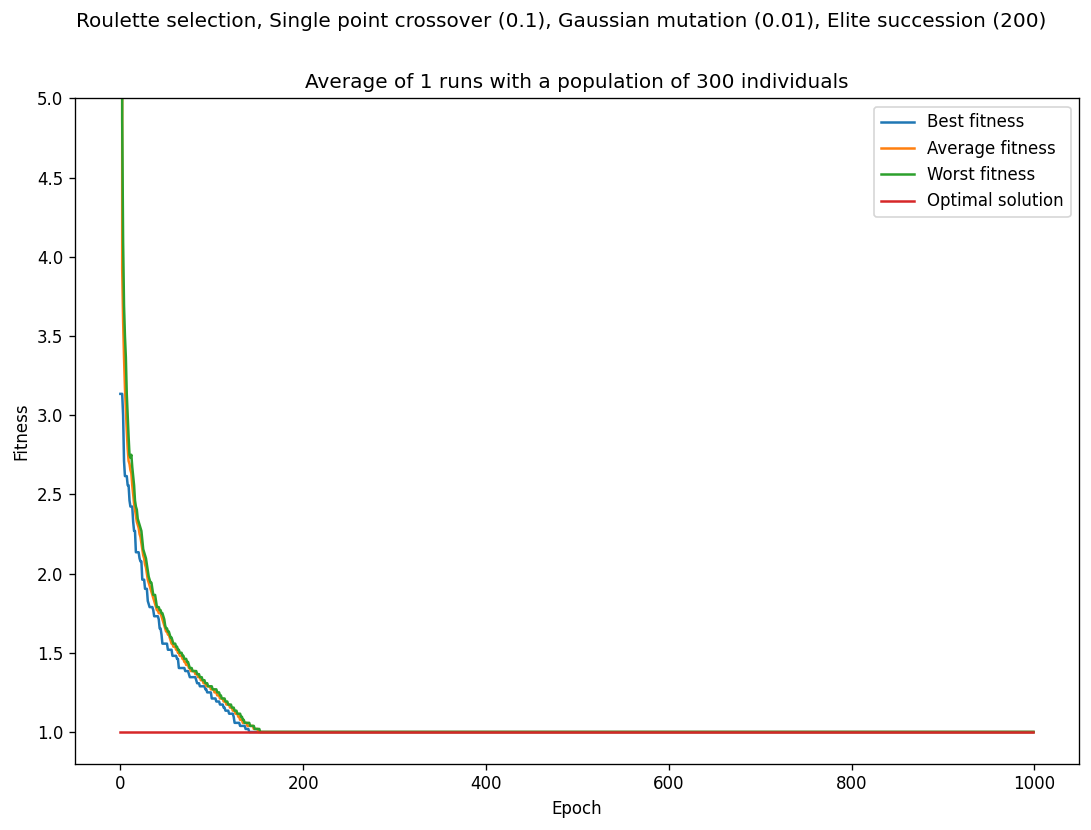 Roulette selection, Single point crossover (0.1), Gaussian mutation (0.01), Elite succession (200)
Average of 1 runs with a population of 300 individuals
5.0
4.5
4.0
3.5
3.0
2.5
2.0
1.5
1.0
Fitness
Best fitness
Average fitness
Worst fitness
Optimal solution
0 200 400 600 800 1000
Epoch